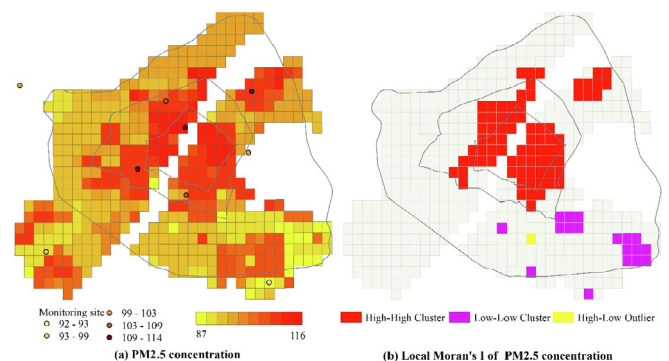 Monitoring site
92 - 93
93 - 99
99 - 103
103 - 109
109 - 114
87
116
(a) PM2.5 concentration
High-High Cluster
Low-Low Cluster
High-Low Outlier
(b) Local Moran's I of PM2.5 concentration